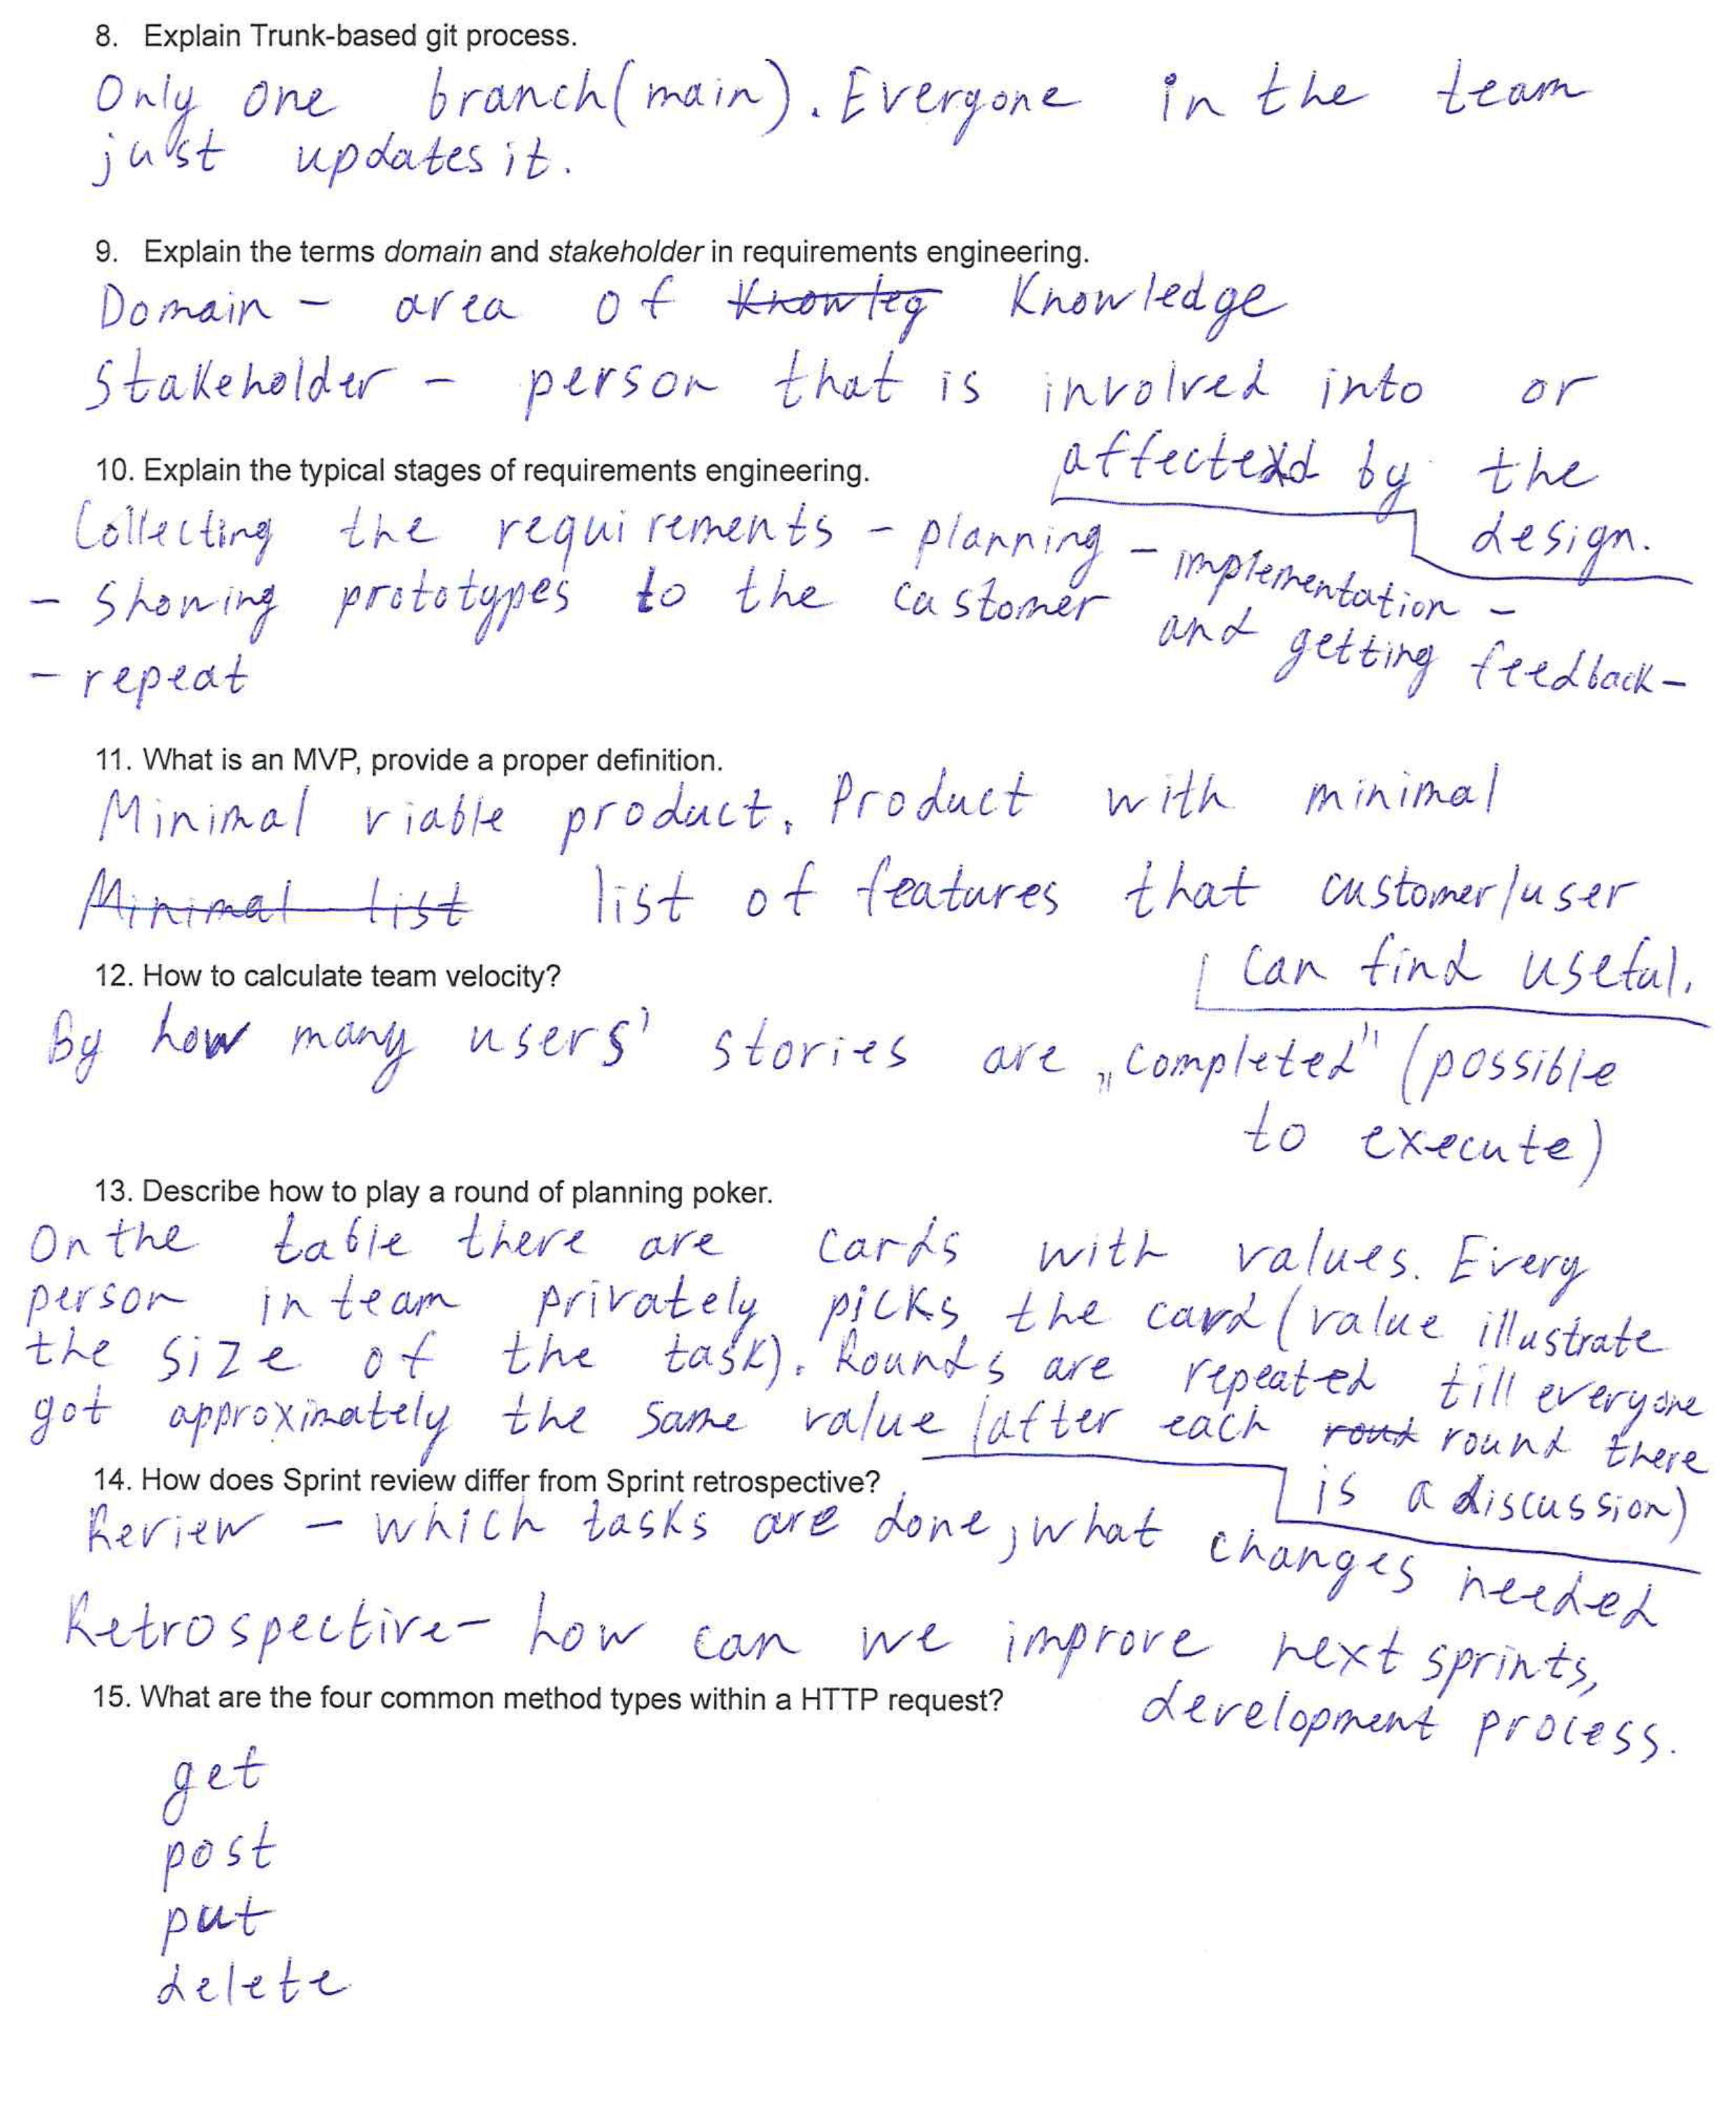 8. Explain Trunk-based git process.
Only one branch(main). Everyone in the team
just updates it.
9. Explain the terms domain and stakeholder in requirements engineering.
Domain - area of Knowleg Knowledge
Stakeholder - person that is involved into or
affected by the
design.
10. Explain the typical stages of requirements engineering.
Collecting the requirements - planning - implementation -
- Showing prototypes to the customer and getting feedback -
- repeat
11. What is an MVP, provide a proper definition.
Minimal viable product. Product with minimal
Minimal list list of features that customer/user
can find useful.
12. How to calculate team velocity?
By how many users' stories are „completed" (possible
to execute)
13. Describe how to play a round of planning poker.
On the table there are cards with values. Every
person in team privately picks the card (value illustrate
the size of the task). Rounds are repeated till everyone
got approximately the same value (after each round there
is a discussion)
14. How does Sprint review differ from Sprint retrospective?
Review - which tasks are done, what changes needed
Retrospective - how can we improve next sprints,
development process.
15. What are the four common method types within a HTTP request?
get
post
put
delete